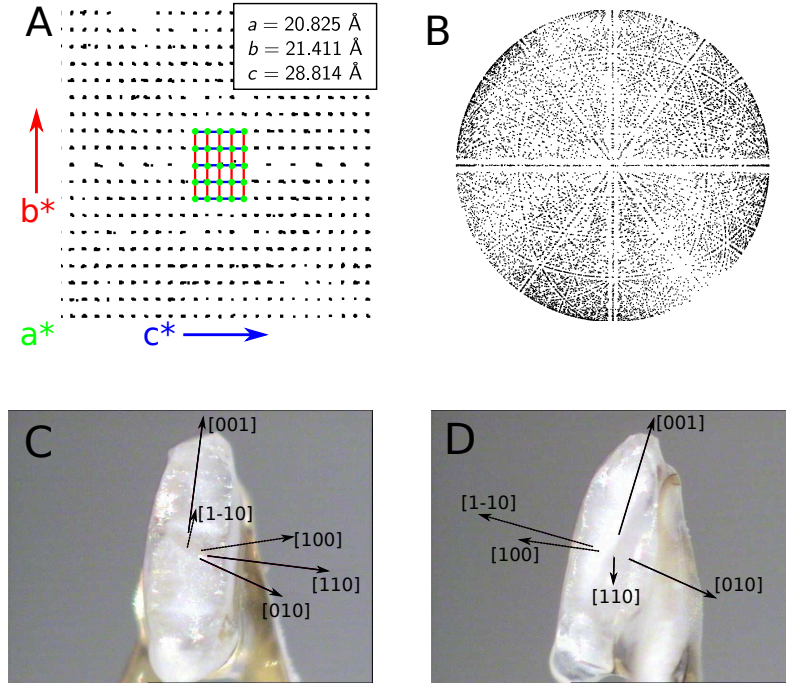 A
a = 20.825 Å
b = 21.411 Å
c = 28.814 Å
b*
a*
c*
B
C
[001]
[1-10]
[100]
[110]
[010]
D
[001]
[1-10]
[100]
[110]
[010]